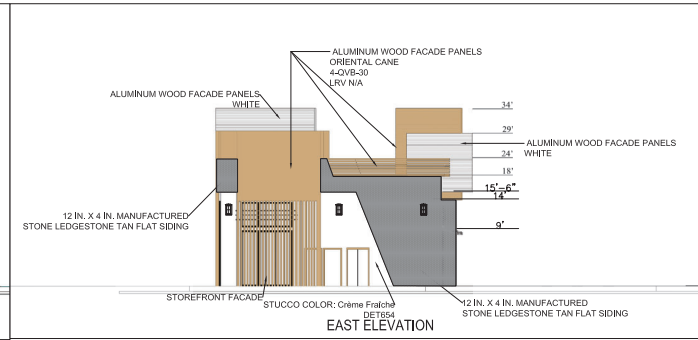 ALUMINUM WOOD FACADE PANELS
ORIENTAL CANE
4-QVB-30
LRV N/A
ALUMINUM WOOD FACADE PANELS
WHITE
34'
29'
ALUMINUM WOOD FACADE PANELS
WHITE
24'
18'
15'-6"
14'
12 IN. X 4 IN. MANUFACTURED
STONE LEDGESTONE TAN FLAT SIDING
9'
STOREFRONT FACADE
STUCCO COLOR: Crème Fraîche
DET654
12 IN. X 4 IN. MANUFACTURED
STONE LEDGESTONE TAN FLAT SIDING
EAST ELEVATION